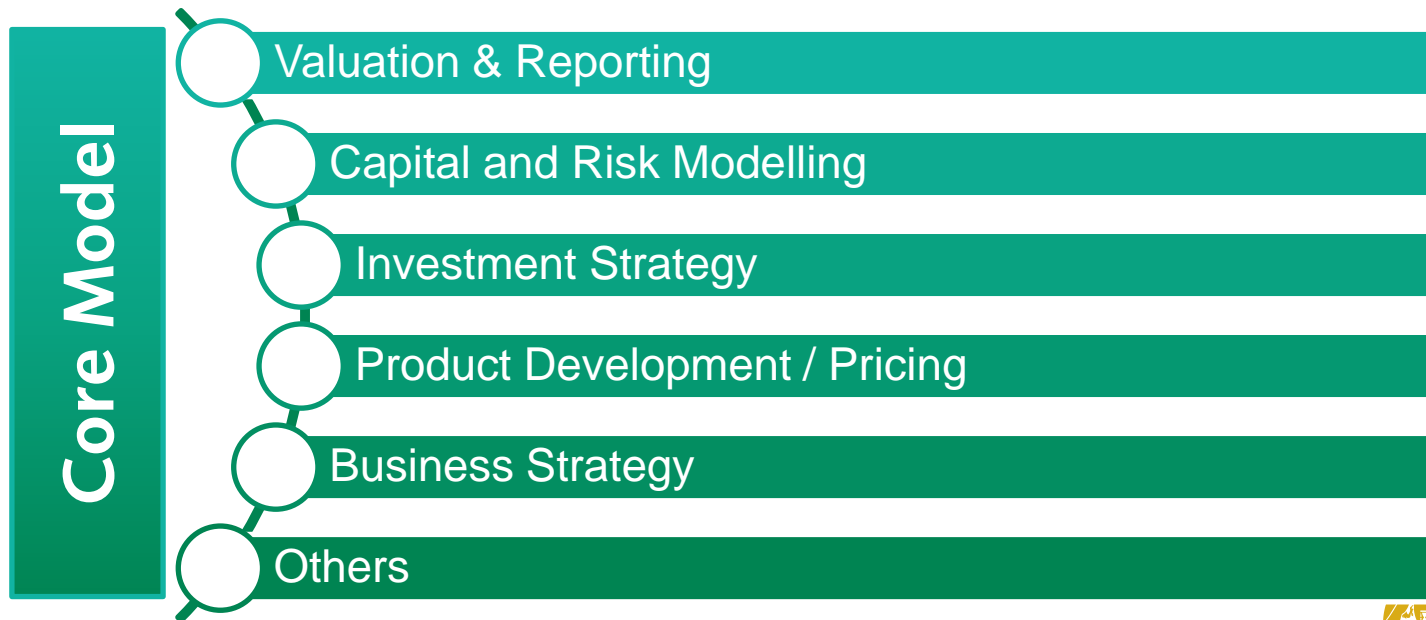 Core Model
Valuation & Reporting
Capital and Risk Modelling
Investment Strategy
Product Development / Pricing
Business Strategy
Others